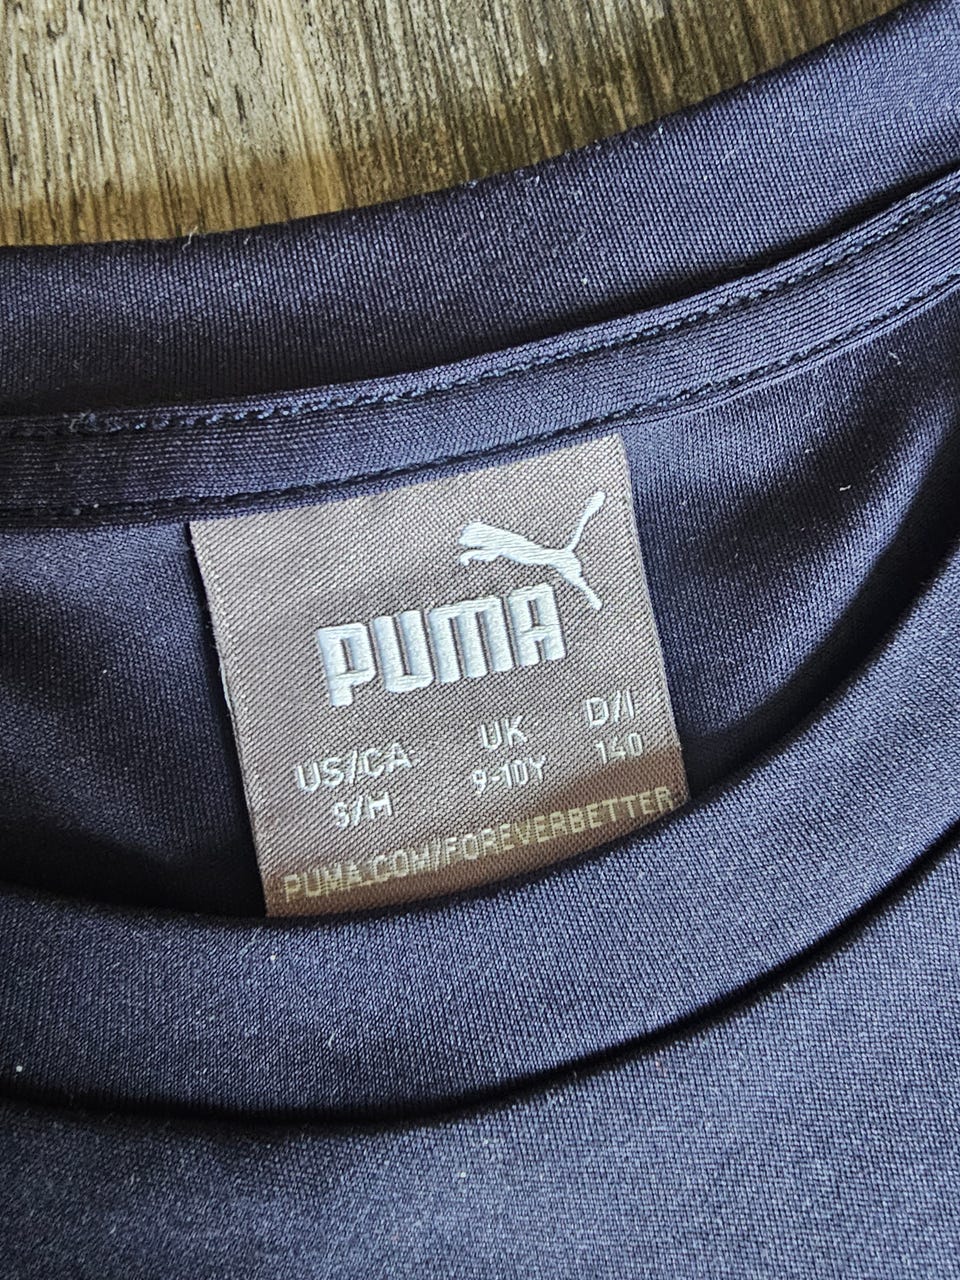 PUMA
US/CA UK D/I
S/M 9-10Y 140
PUMA.COM/FOREVERBETTER